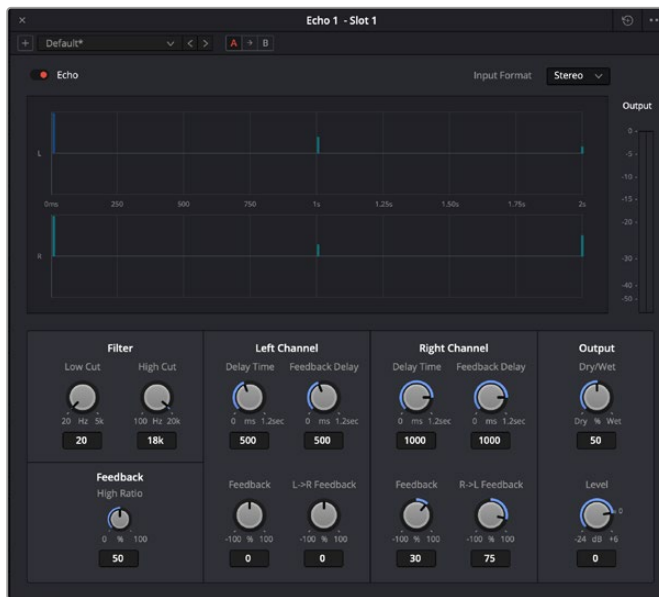 Echo 1 - Slot 1
Default*
A B
Echo
Input Format Stereo
Output
L
0ms 250 500 750 1s 1.25s 1.50s 1.75s 2s
R
0
-5
-10
-15
-20
-30
-40
-50
Filter
Low Cut High Cut
20 Hz 5k 100 Hz 20k
20 18k
Feedback
High Ratio
0 % 100
50
Left Channel
Delay Time Feedback Delay
0 ms 1.2sec 0 ms 1.2sec
500 500
Feedback L->R Feedback
-100 % 100 -100 % 100
0 0
Right Channel
Delay Time Feedback Delay
0 ms 1.2sec 0 ms 1.2sec
1000 1000
Feedback R->L Feedback
-100 % 100 -100 % 100
30 75
Output
Dry/Wet
Dry % Wet
50
Level
0
-24 dB +6
0